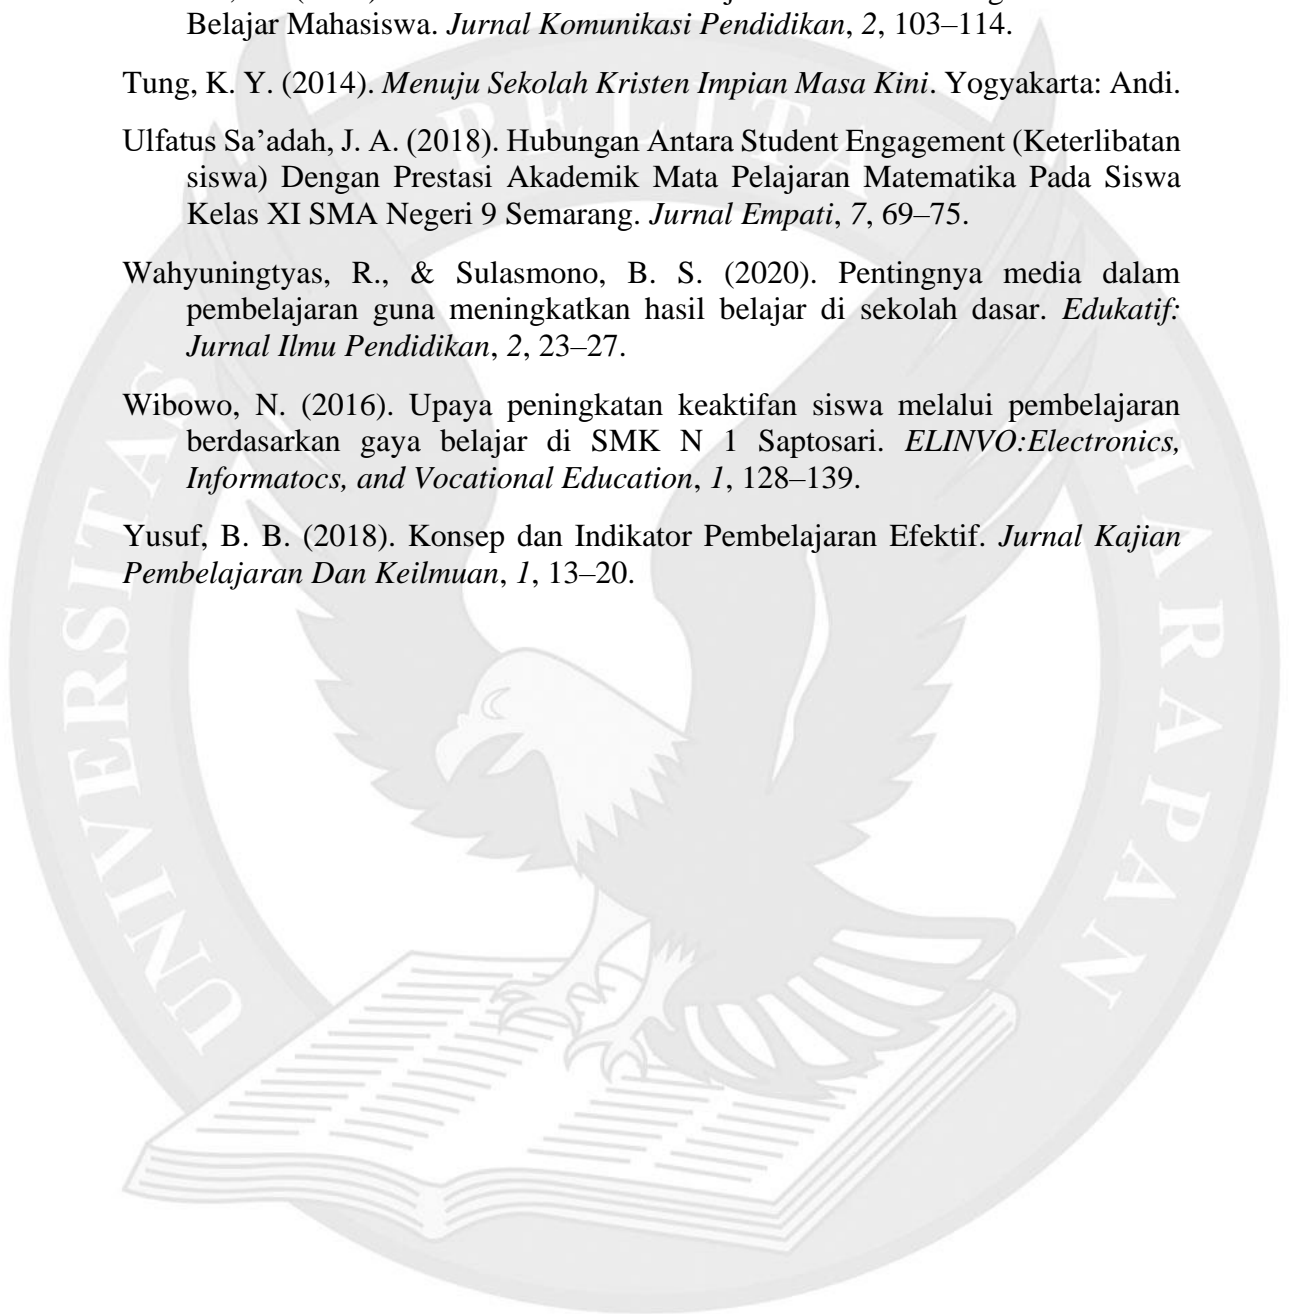 Belajar Mahasiswa. Jurnal Komunikasi Pendidikan, 2, 103–114.
Tung, K. Y. (2014). Menuju Sekolah Kristen Impian Masa Kini. Yogyakarta: Andi.
Ulfatus Sa’adah, J. A. (2018). Hubungan Antara Student Engagement (Keterlibatan
siswa) Dengan Prestasi Akademik Mata Pelajaran Matematika Pada Siswa
Kelas XI SMA Negeri 9 Semarang. Jurnal Empati, 7, 69–75.
Wahyuningtyas, R., & Sulasmono, B. S. (2020). Pentingnya media dalam
pembelajaran guna meningkatkan hasil belajar di sekolah dasar. Edukatif:
Jurnal Ilmu Pendidikan, 2, 23–27.
Wibowo, N. (2016). Upaya peningkatan keaktifan siswa melalui pembelajaran
berdasarkan gaya belajar di SMK N 1 Saptosari. ELINVO:Electronics,
Informatocs, and Vocational Education, 1, 128–139.
Yusuf, B. B. (2018). Konsep dan Indikator Pembelajaran Efektif. Jurnal Kajian
Pembelajaran Dan Keilmuan, 1, 13–20.
UNIVERSITAS PELITA HARAPAN